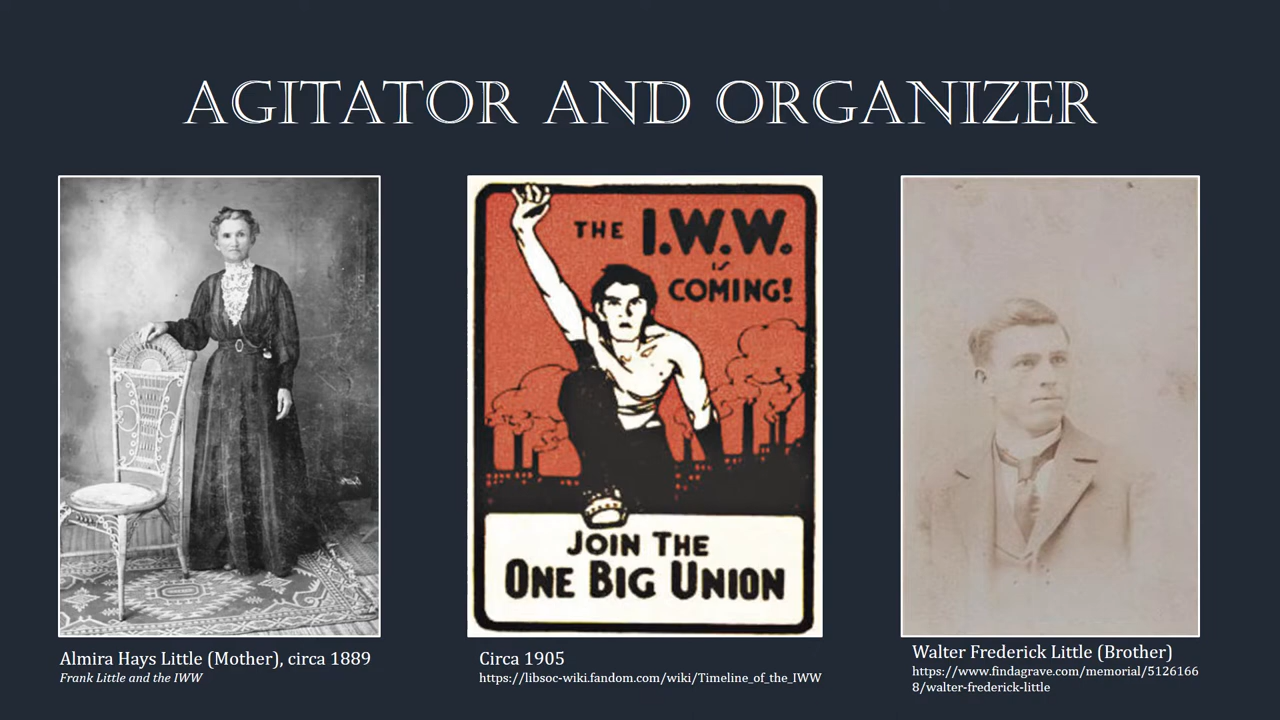 AGITATOR AND ORGANIZER
THE I.W.W.
is
COMING!
JOIN THE
ONE BIG UNION
Almira Hays Little (Mother), circa 1889
Frank Little and the IWW
Circa 1905
https://libsoc-wiki.fandom.com/wiki/Timeline_of_the_IWW
Walter Frederick Little (Brother)
https://www.findagrave.com/memorial/5126166
8/walter-frederick-little